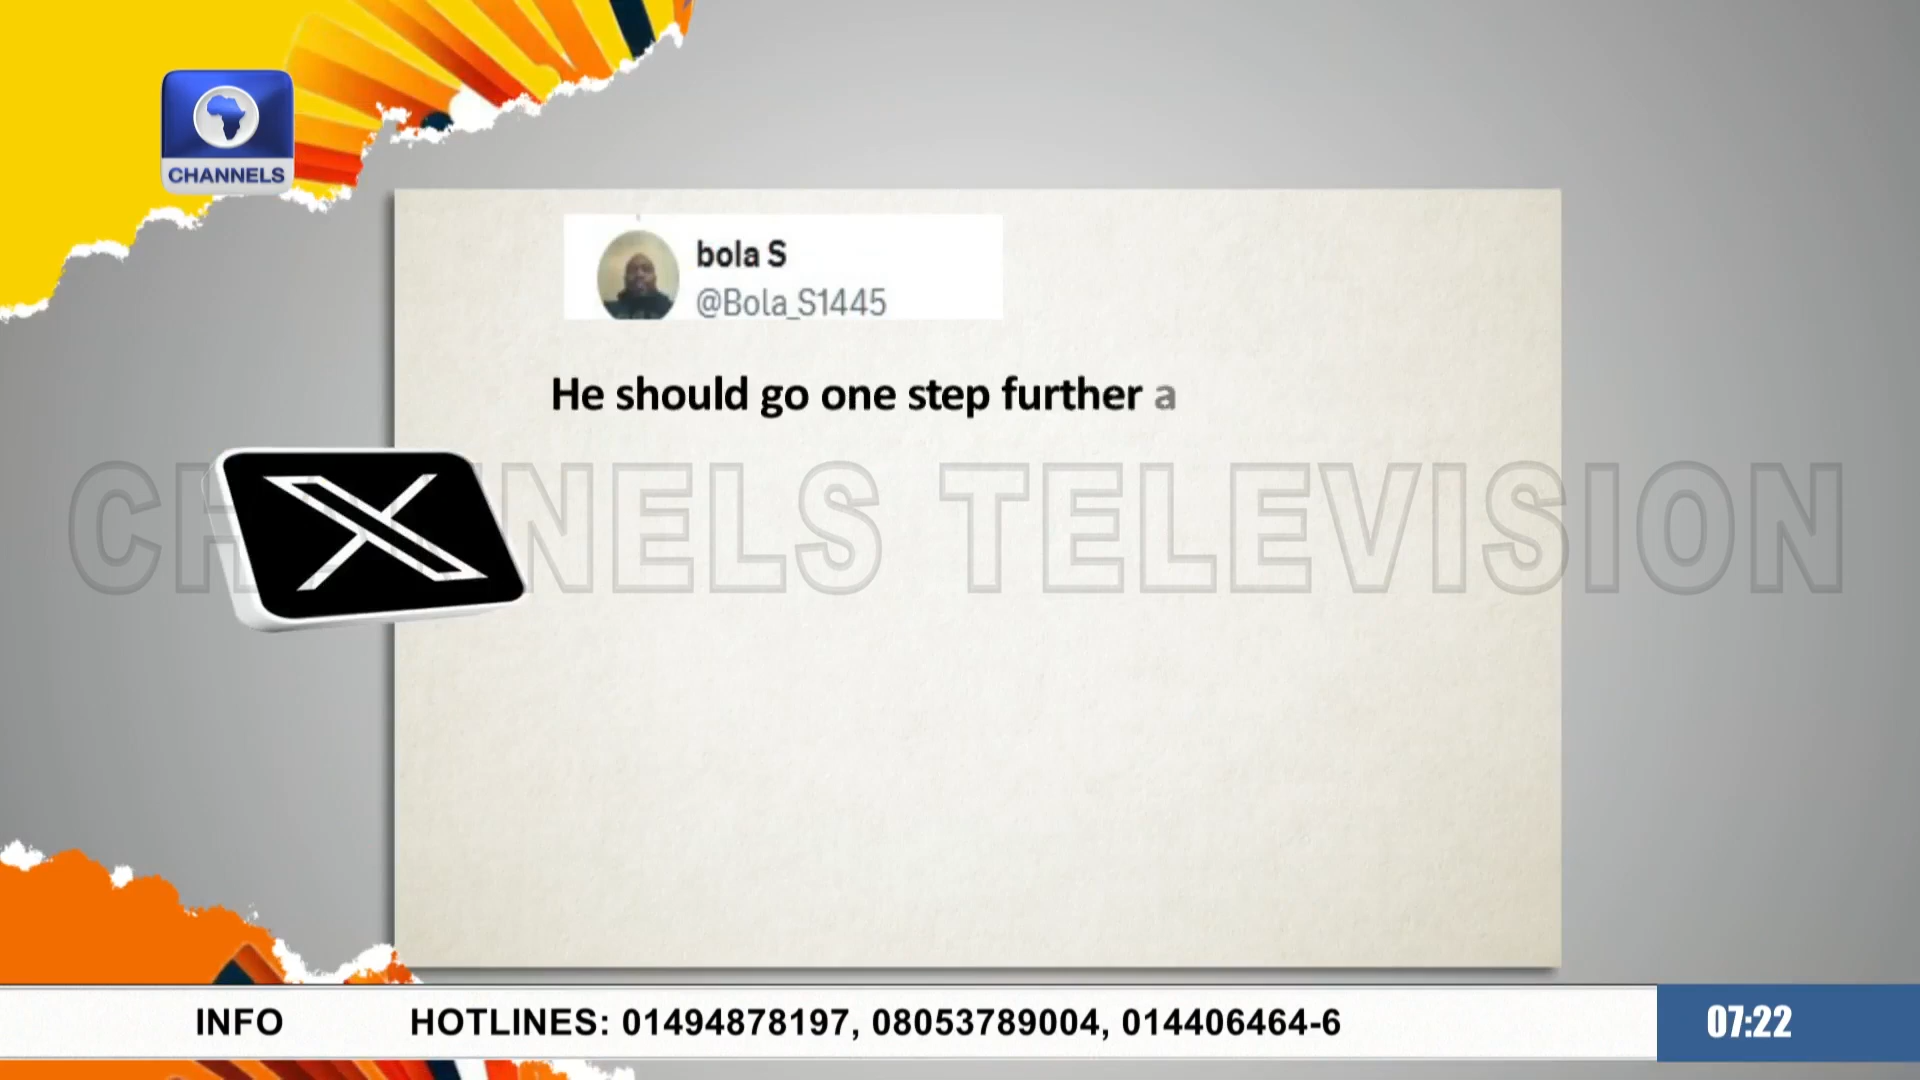 CHANNELS
bola S
@Bola_S1445
He should go one step further a
CHANNELS TELEVISION
INFO HOTLINES: 01494878197, 08053789004, 014406464-6
07:22